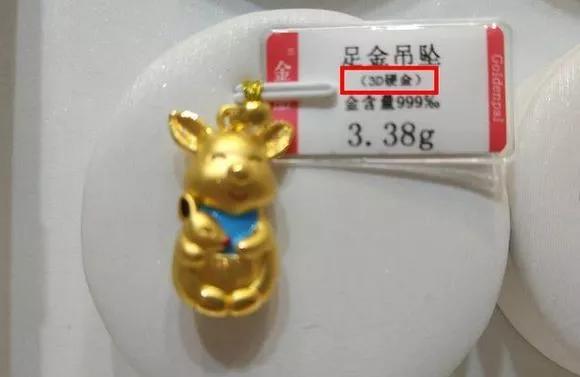 足金吊坠
（3D硬金）
金含量999‰
3.38g
金
Goldenpal